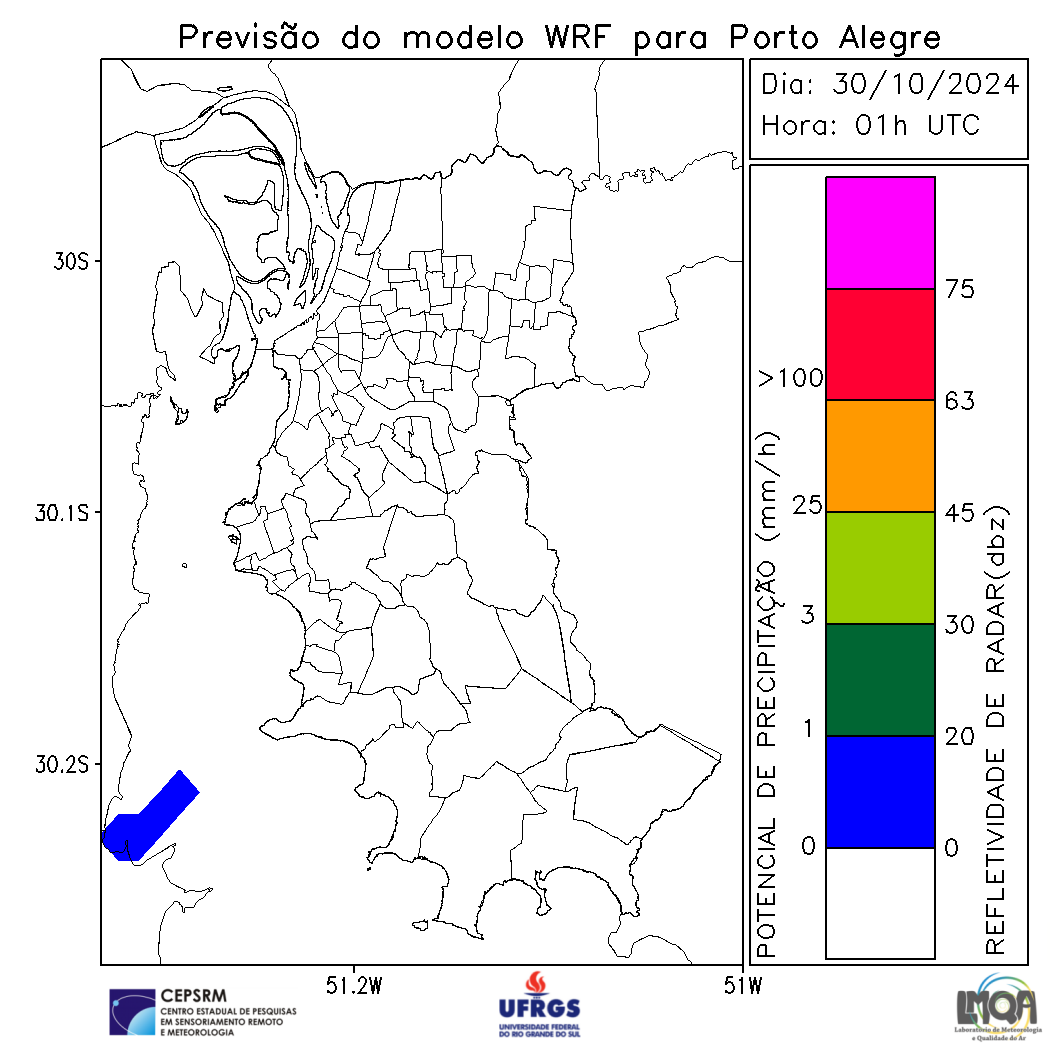 Previsão do modelo WRF para Porto Alegre
Dia: 30/10/2024
Hora: 01h UTC
30S
30.1S
30.2S
51.2W
51W
POTENCIAL DE PRECIPITAÇÃO (mm/h)
>100
25
3
1
0
75
63
45
30
20
0
REFLETIVIDADE DE RADAR(dbz)
CEPSRM
CENTRO ESTADUAL DE PESQUISAS
EM SENSORIAMENTO REMOTO
E METEOROLOGIA
UFRGS
UNIVERSIDADE FEDERAL
DO RIO GRANDE DO SUL
LMQA
Laboratório de Meteorologia
e Qualidade do Ar